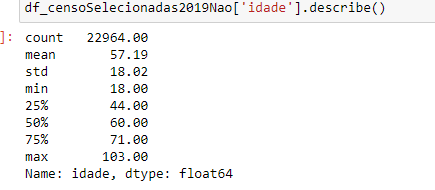 df_censoSelecionadas2019Nao['idade'].describe()
]: count 22964.00
mean 57.19
std 18.02
min 18.00
25% 44.00
50% 60.00
75% 71.00
max 103.00
Name: idade, dtype: float64